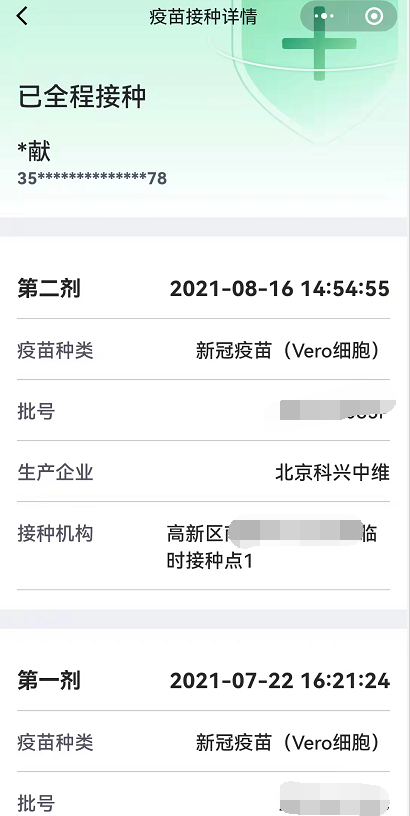 疫苗接种详情
已全程接种
*献
35**************78
第二剂 2021-08-16 14:54:55
疫苗种类 新冠疫苗（Vero细胞）
批号
生产企业 北京科兴中维
接种机构 高新区 临
时接种点1
第一剂 2021-07-22 16:21:24
疫苗种类 新冠疫苗（Vero细胞）
批号